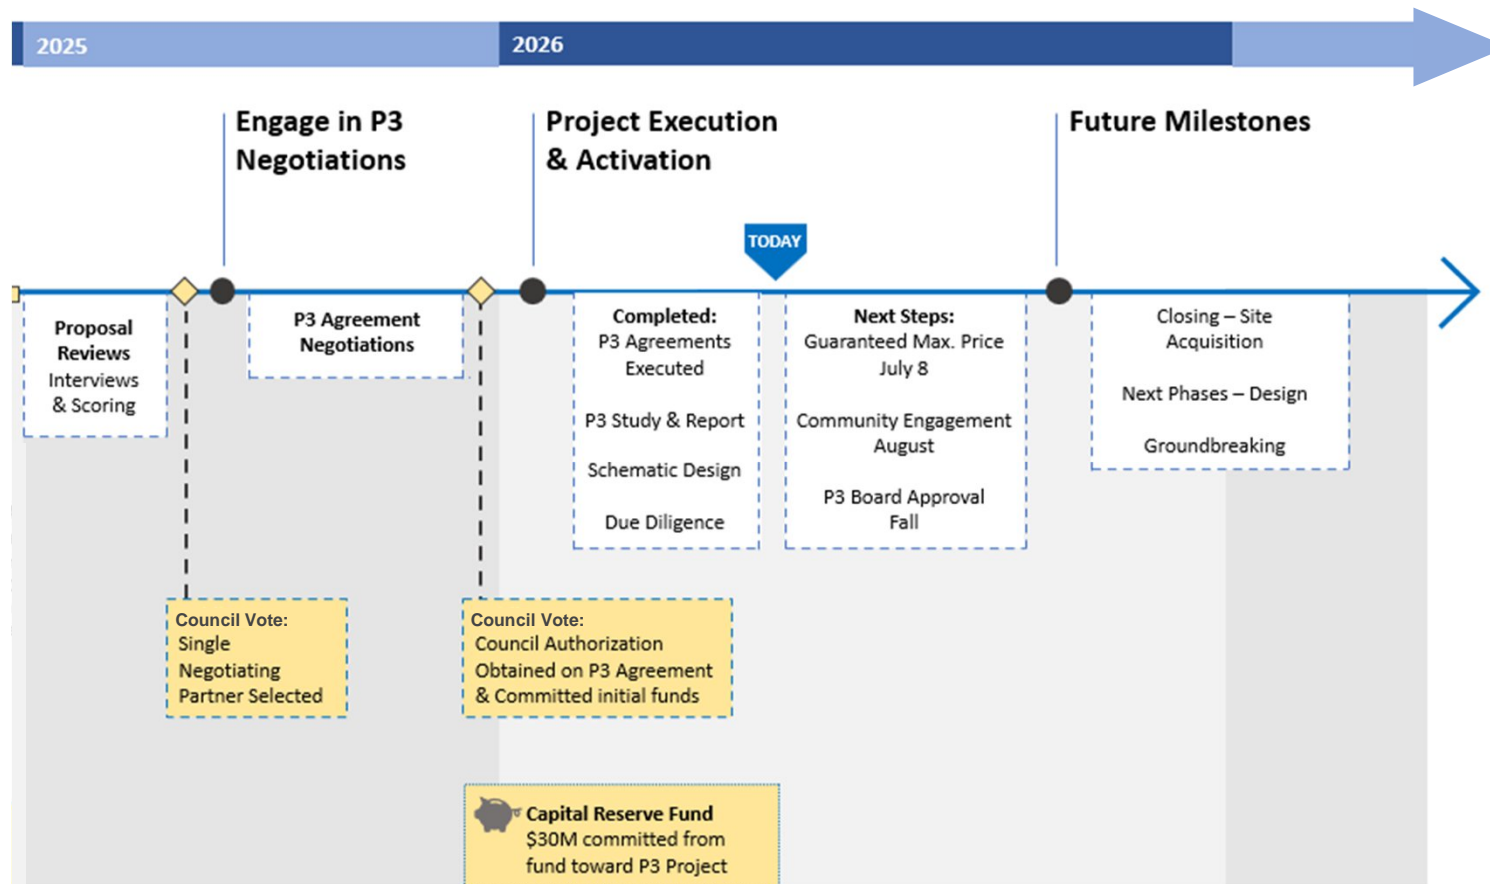 2025
2026
Engage in P3
Negotiations
Project Execution
& Activation
Future Milestones
TODAY
Proposal
Reviews
Interviews
& Scoring
P3 Agreement
Negotiations
Completed:
P3 Agreements
Executed
P3 Study & Report
Schematic Design
Due Diligence
Next Steps:
Guaranteed Max. Price
July 8
Community Engagement
August
P3 Board Approval
Fall
Closing – Site
Acquisition
Next Phases – Design
Groundbreaking
Council Vote:
Single
Negotiating
Partner Selected
Council Vote:
Council Authorization
Obtained on P3 Agreement
& Committed initial funds
Capital Reserve Fund
$30M committed from
fund toward P3 Project